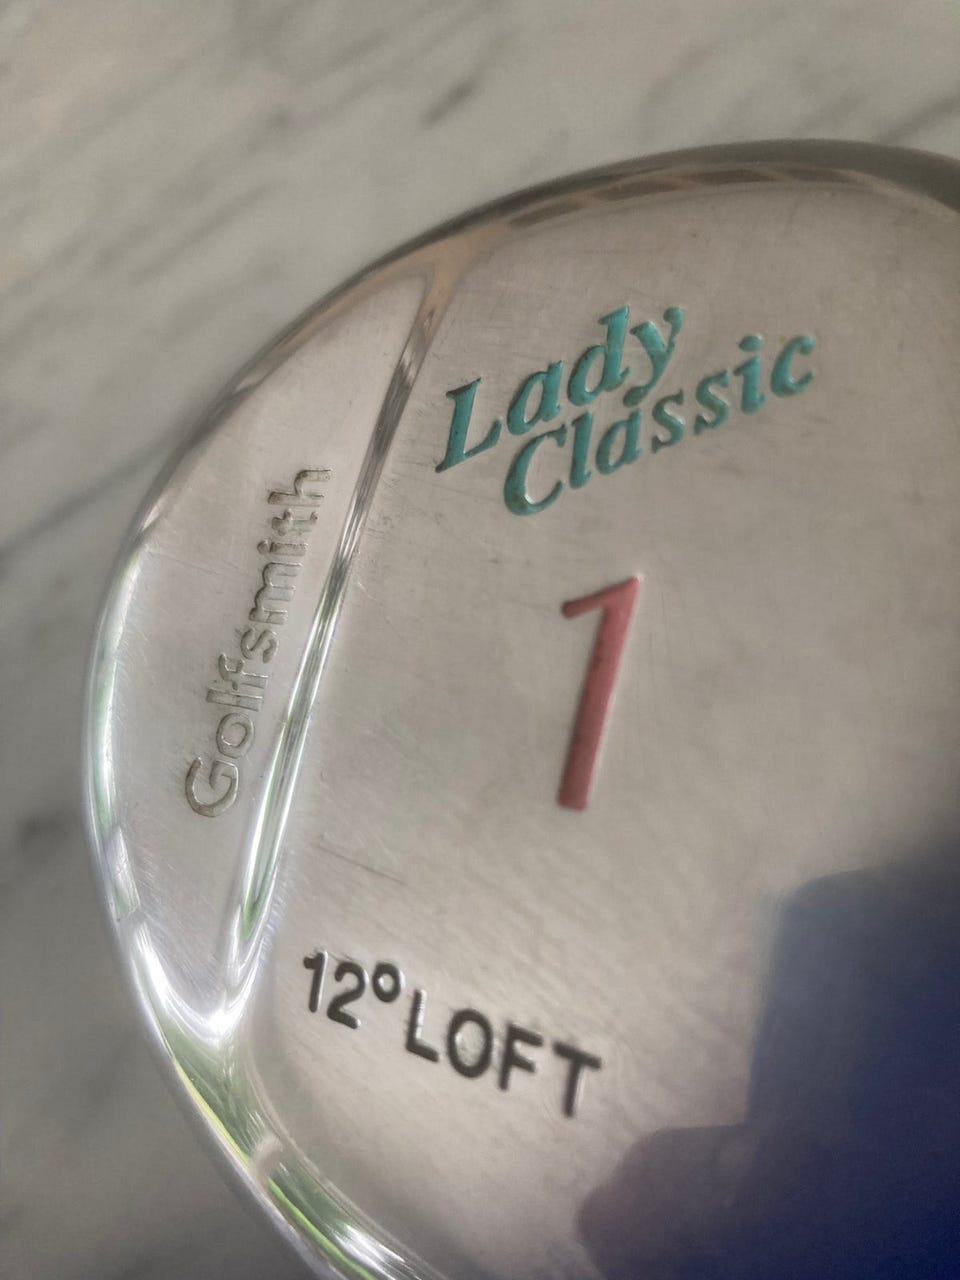 Lady
Classic
1
Golfsmith
12° LOFT